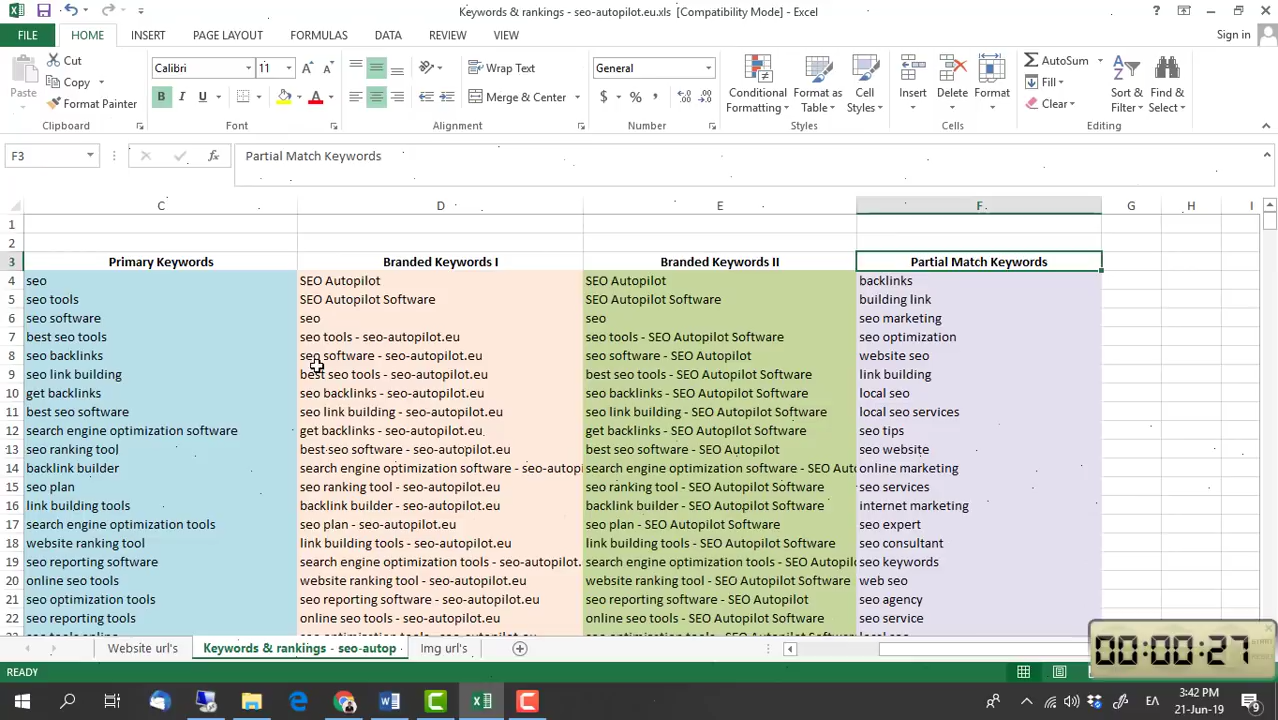 Keywords & rankings - seo-autopilot.eu.xls [Compatibility Mode] - Excel
?
FILE HOME INSERT PAGE LAYOUT FORMULAS DATA REVIEW VIEW Sign in
Paste
Cut
Copy
Format Painter
Clipboard
Calibri 11
B I U A
Font
Wrap Text
Merge & Center
Alignment
General
$ % ,
Number
Conditional Formatting
Format as Table
Cell Styles
Styles
Insert Delete Format
Cells
AutoSum
Fill
Clear
Sort & Filter
Find & Select
Editing
F3 fx Partial Match Keywords
C D E F G H I
1
2
3 Primary Keywords Branded Keywords I Branded Keywords II Partial Match Keywords
4 seo SEO Autopilot SEO Autopilot backlinks
5 seo tools SEO Autopilot Software SEO Autopilot Software building link
6 seo software seo seo seo marketing
7 best seo tools seo tools - seo-autopilot.eu seo tools - SEO Autopilot Software seo optimization
8 seo backlinks seo software - seo-autopilot.eu seo software - SEO Autopilot website seo
9 seo link building best seo tools - seo-autopilot.eu best seo tools - SEO Autopilot Software link building
10 get backlinks seo backlinks - seo-autopilot.eu seo backlinks - SEO Autopilot Software local seo
11 best seo software seo link building - seo-autopilot.eu seo link building - SEO Autopilot Software local seo services
12 search engine optimization software get backlinks - seo-autopilot.eu get backlinks - SEO Autopilot Software seo tips
13 seo ranking tool best seo software - seo-autopilot.eu best seo software - SEO Autopilot seo website
14 backlink builder search engine optimization software - seo-autopi search engine optimization software - SEO Auto online marketing
15 seo plan seo ranking tool - seo-autopilot.eu seo ranking tool - SEO Autopilot Software seo services
16 link building tools backlink builder - seo-autopilot.eu backlink builder - SEO Autopilot Software internet marketing
17 search engine optimization tools seo plan - seo-autopilot.eu seo plan - SEO Autopilot Software seo expert
18 website ranking tool link building tools - seo-autopilot.eu link building tools - SEO Autopilot Software seo consultant
19 seo reporting software search engine optimization tools - seo-autopilot. search engine optimization tools - SEO Autopilo seo keywords
20 online seo tools website ranking tool - seo-autopilot.eu website ranking tool - SEO Autopilot Software web seo
21 seo optimization tools seo reporting software - seo-autopilot.eu seo reporting software - SEO Autopilot seo agency
22 seo reporting tools online seo tools - seo-autopilot.eu online seo tools - SEO Autopilot Software seo service
Website url's Keywords & rankings - seo-autop Img url's
00:00:27
READY
ΕΛ 3:42 PM
21-Jun-19
9